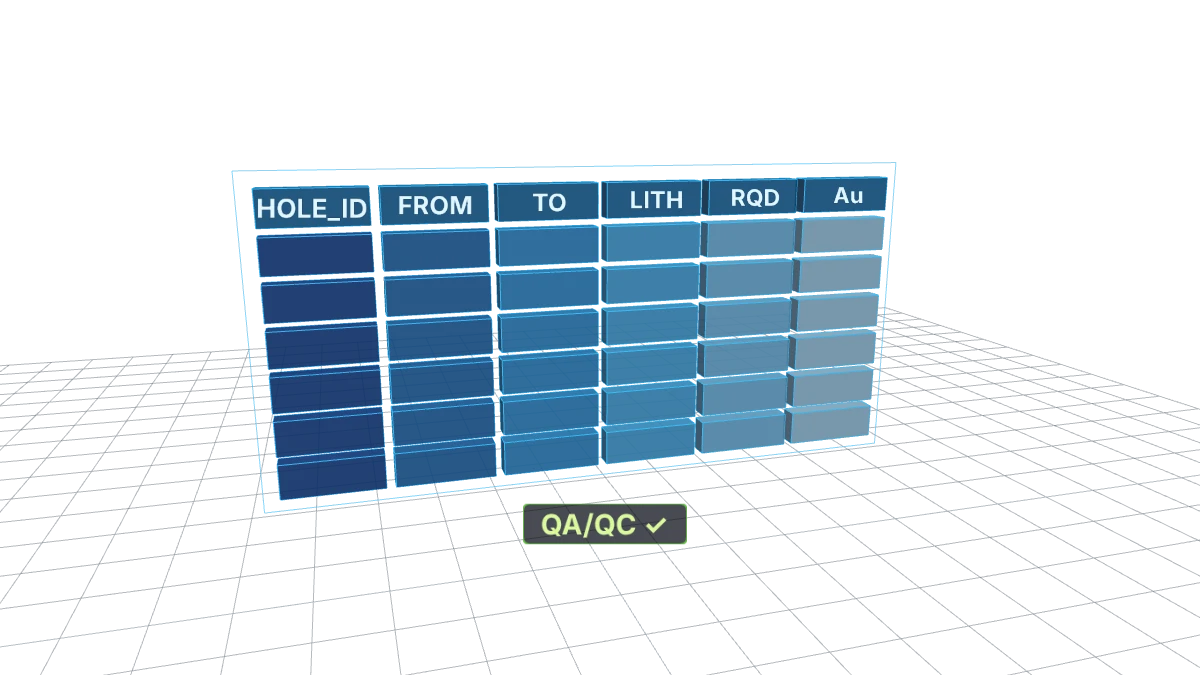 HOLE_ID FROM TO LITH RQD Au
QA/QC ✓